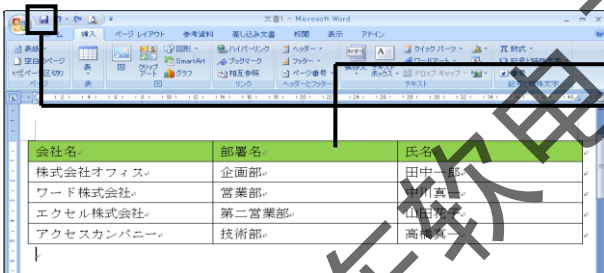 文書1 - Microsoft Word
挿入 ページ レイアウト 参考資料 差し込み文書 校閲 表示 アドイン
表紙 図形 ハイパーリンク ヘッダー クイック パーツ π 数式
空白のページ 表 図 クリップ アート SmartArt ブックマーク フッター ワードアート
ページ区切り グラフ 相互参照 ページ番号 ボックス ドロップ キャップ
ページ 表 図 リンク ヘッダーとフッター テキスト
会社名 部署名 氏名
株式会社オフィス 企画部 田中一郎
ワード株式会社 営業部 中川真一
エクセル株式会社 第二営業部 山田花子
アクセスカンパニー 技術部 高橋真一